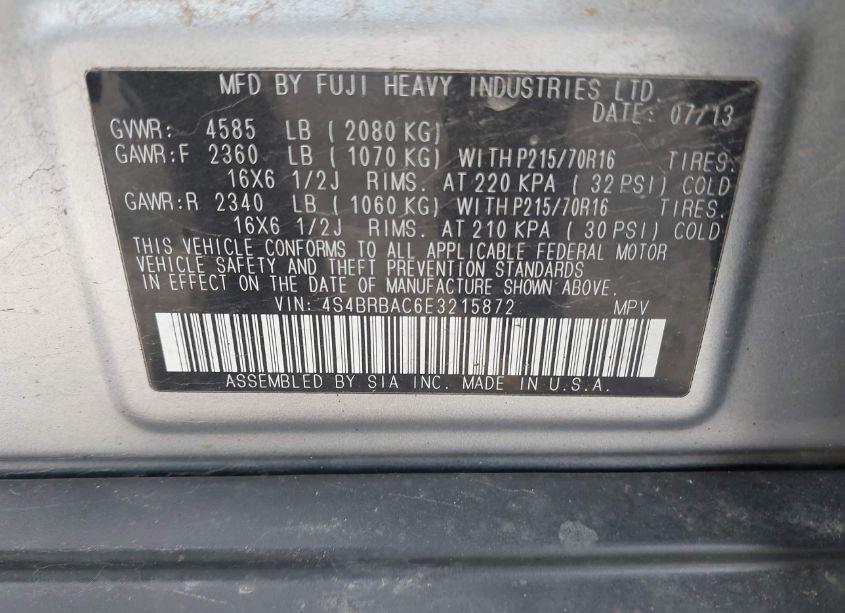 MFD BY FUJI HEAVY INDUSTRIES LTD.
DATE: 07/13
GVWR: 4585 LB ( 2080 KG)
GAWR:F 2360 LB ( 1070 KG) WITH P215/70R16 TIRES.
16X6 1/2J RIMS. AT 220 KPA ( 32 PSI) COLD
GAWR:R 2340 LB ( 1060 KG) WITH P215/70R16 TIRES.
16X6 1/2J RIMS. AT 210 KPA ( 30 PSI) COLD
THIS VEHICLE CONFORMS TO ALL APPLICABLE FEDERAL MOTOR
VEHICLE SAFETY AND THEFT PREVENTION STANDARDS
IN EFFECT ON THE DATE OF MANUFACTURE SHOWN ABOVE.
VIN: 4S4BRBAC6E3215872 MPV
ASSEMBLED BY SIA INC. MADE IN U.S.A.